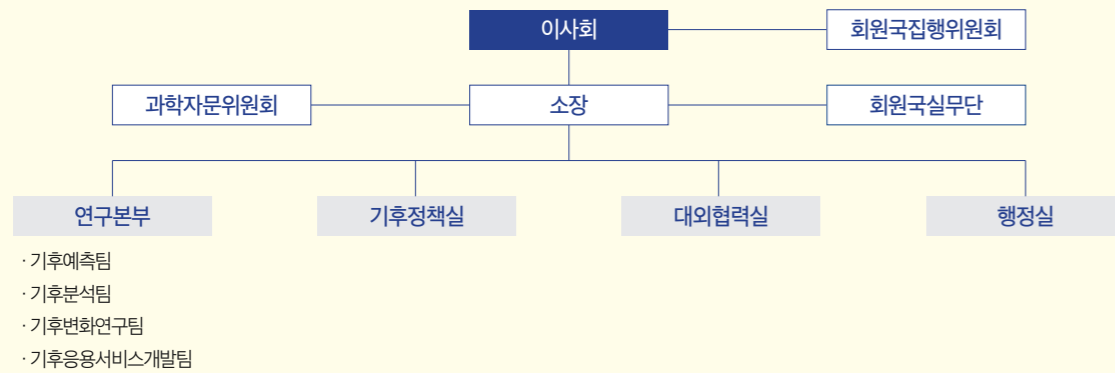 이사회
회원국집행위원회
과학자문위원회
소장
회원국실무단
연구본부
기후정책실
대외협력실
행정실
· 기후예측팀
· 기후분석팀
· 기후변화연구팀
· 기후응용서비스개발팀